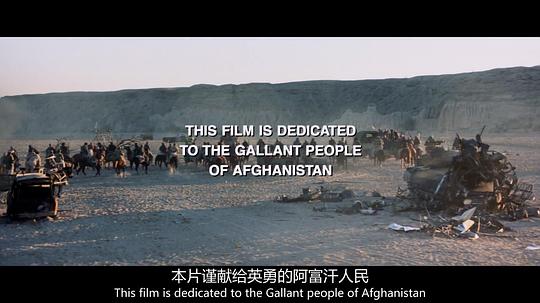 THIS FILM IS DEDICATED
TO THE GALLANT PEOPLE
OF AFGHANISTAN
本片谨献给英勇的阿富汗人民
This film is dedicated to the Gallant people of Afghanistan